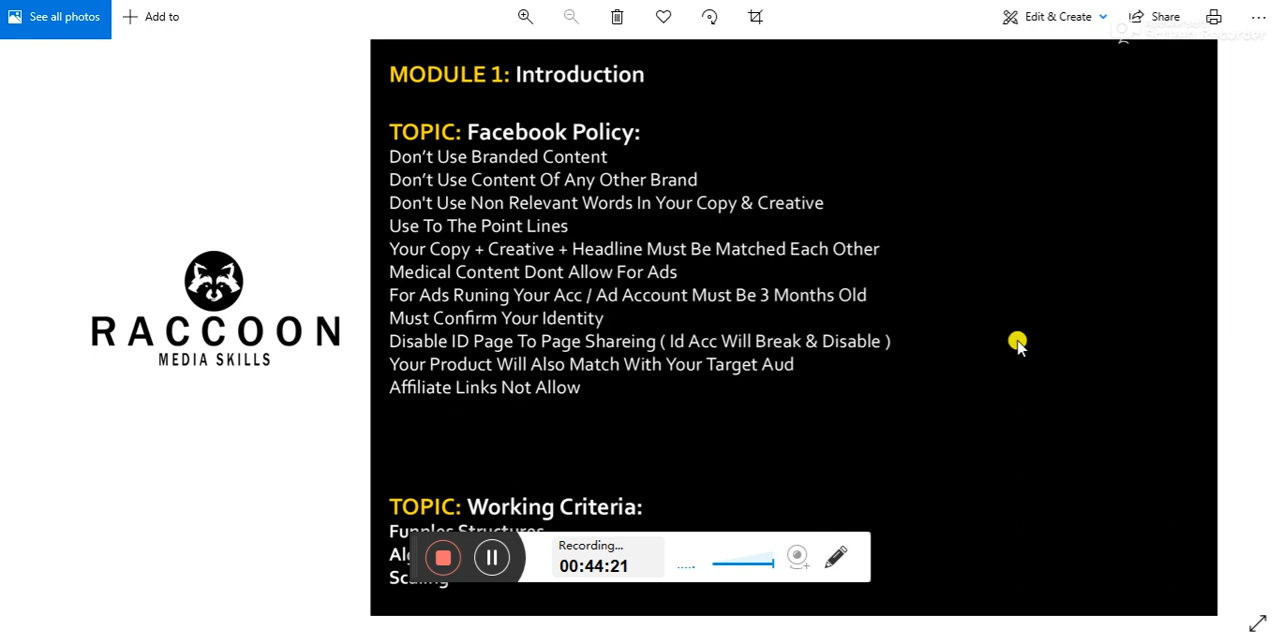 See all photos
Add to
Edit & Create
Share
Screen Recorder
MODULE 1: Introduction
TOPIC: Facebook Policy:
Don’t Use Branded Content
Don’t Use Content Of Any Other Brand
Don't Use Non Relevant Words In Your Copy & Creative
Use To The Point Lines
Your Copy + Creative + Headline Must Be Matched Each Other
Medical Content Dont Allow For Ads
For Ads Runing Your Acc / Ad Account Must Be 3 Months Old
Must Confirm Your Identity
Disable ID Page To Page Shareing ( Id Acc Will Break & Disable )
Your Product Will Also Match With Your Target Aud
Affiliate Links Not Allow
RACCOON
MEDIA SKILLS
TOPIC: Working Criteria:
Scaling
Recording...
00:44:21